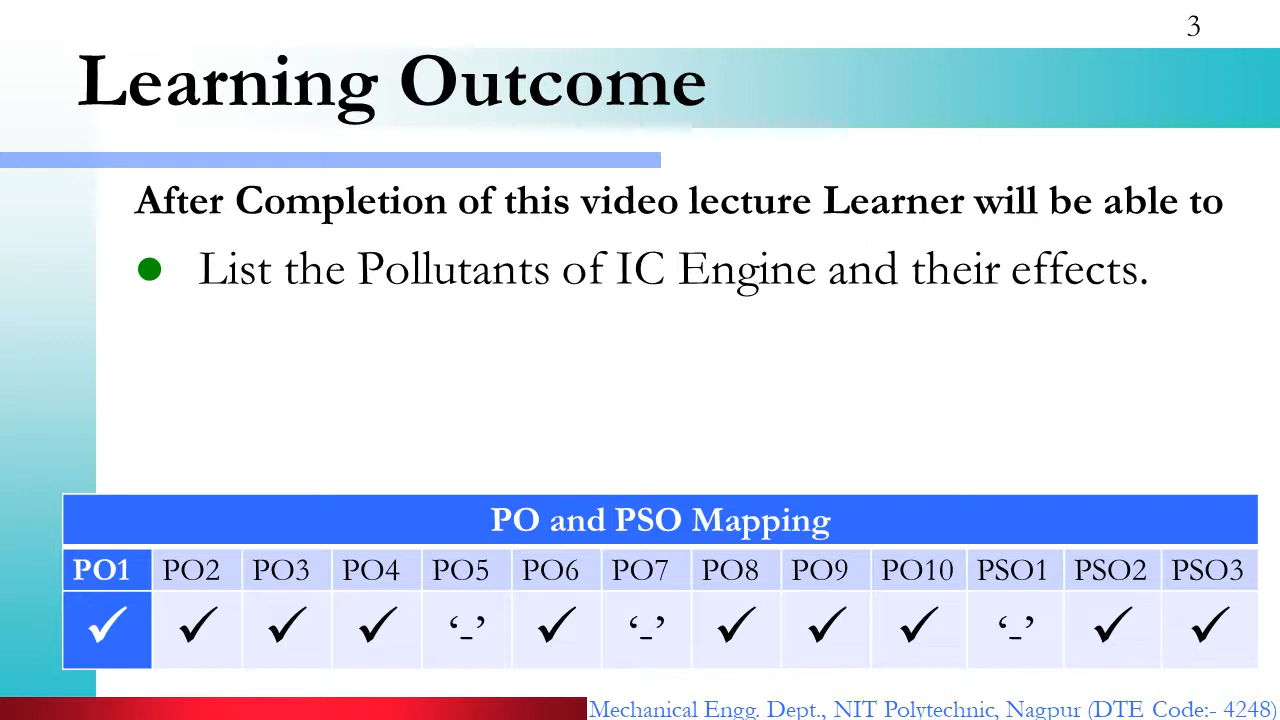 3
Learning Outcome
After Completion of this video lecture Learner will be able to
● List the Pollutants of IC Engine and their effects.
PO and PSO Mapping
PO1 PO2 PO3 PO4 PO5 PO6 PO7 PO8 PO9 PO10 PSO1 PSO2 PSO3
✓ ✓ ✓ ✓ ‘-’ ✓ ‘-’ ✓ ✓ ✓ ‘-’ ✓ ✓
Mechanical Engg. Dept., NIT Polytechnic, Nagpur (DTE Code:- 4248)